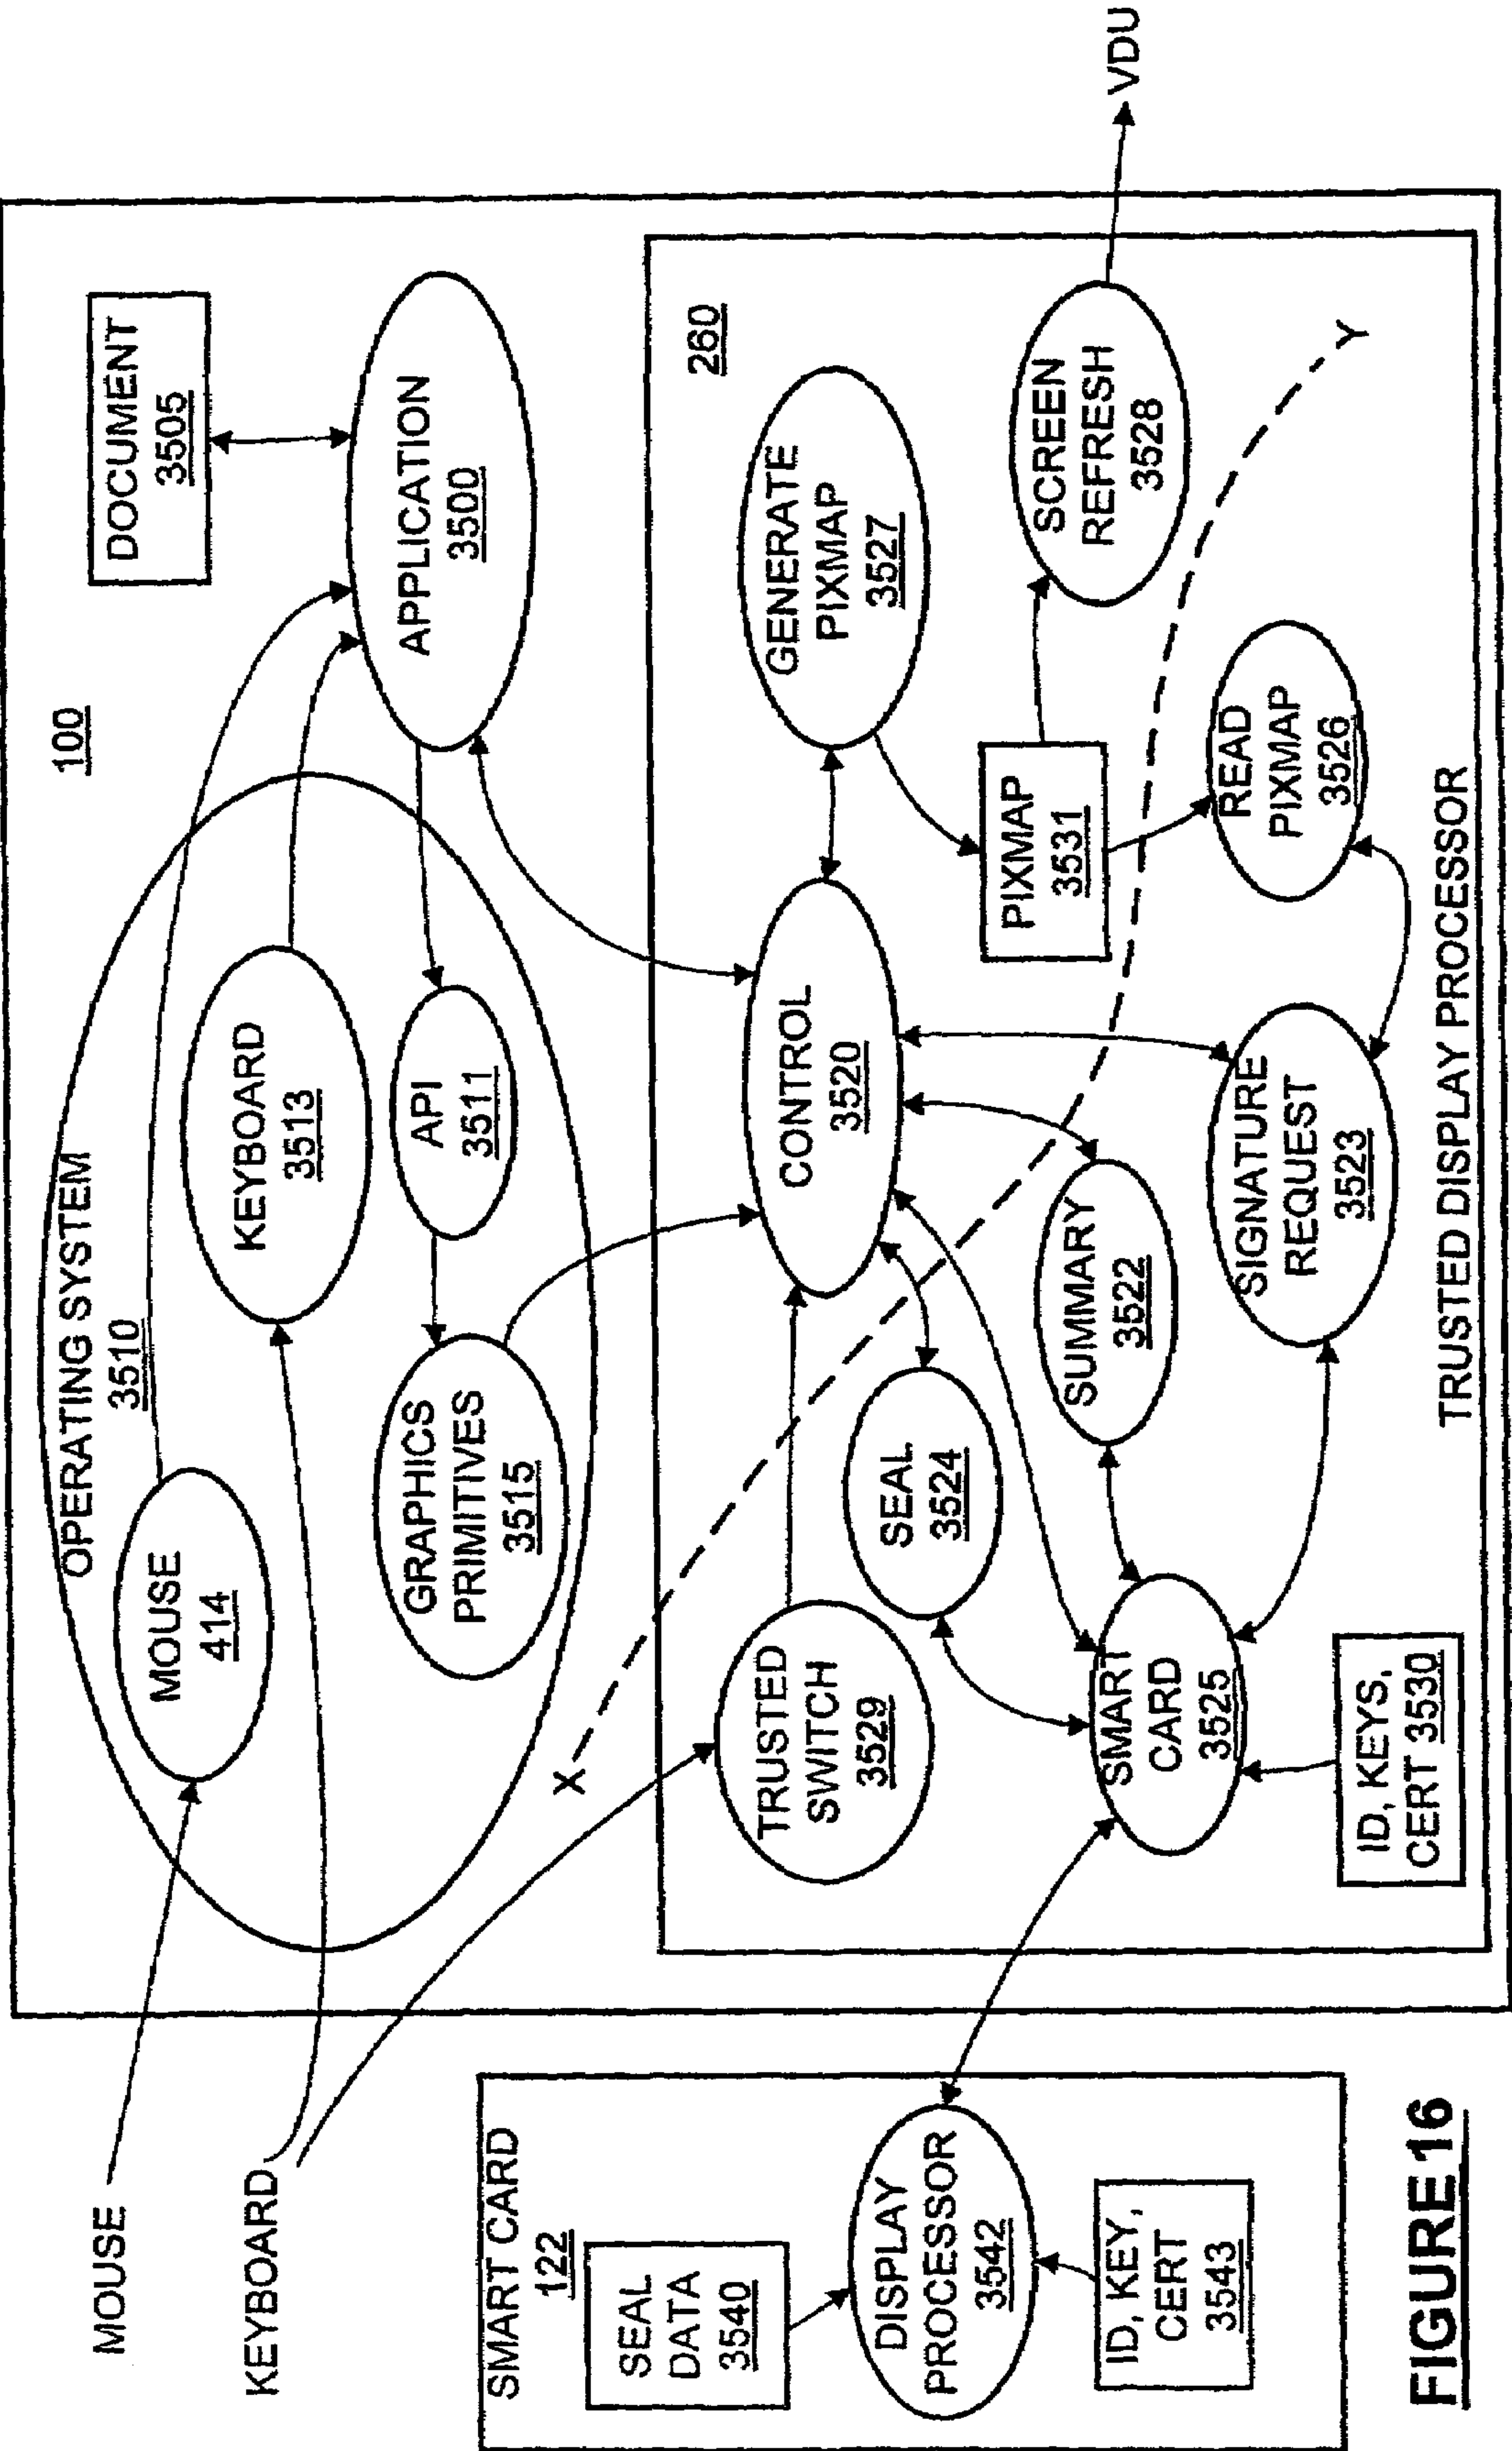 MOUSE
KEYBOARD
SMART CARD
122
SEAL
DATA
3540
DISPLAY
PROCESSOR
3542
ID, KEY,
CERT
3543
100
OPERATING SYSTEM
3510
MOUSE
414
KEYBOARD
3513
API
3511
GRAPHICS
PRIMITIVES
3515
DOCUMENT
3505
APPLICATION
3500
X
260
TRUSTED
SWITCH
3529
CONTROL
3520
GENERATE
PIXMAP
3527
SEAL
3524
PIXMAP
3531
SCREEN
REFRESH
3528
VDU
SUMMARY
3522
SMART
CARD
3525
SIGNATURE
REQUEST
3523
READ
PIXMAP
3526
Y
ID, KEYS,
CERT 3530
TRUSTED DISPLAY PROCESSOR
FIGURE 16